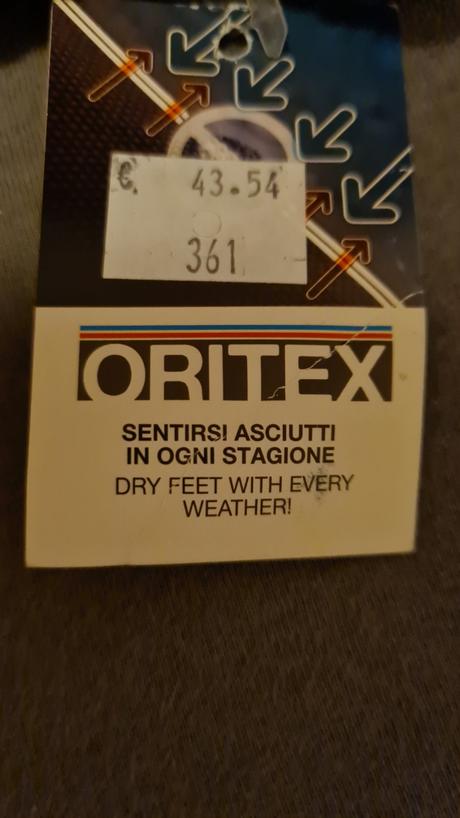 €. 43.54
361
ORITEX
SENTIRSI ASCIUTTI
IN OGNI STAGIONE
DRY FEET WITH EVERY
WEATHER!